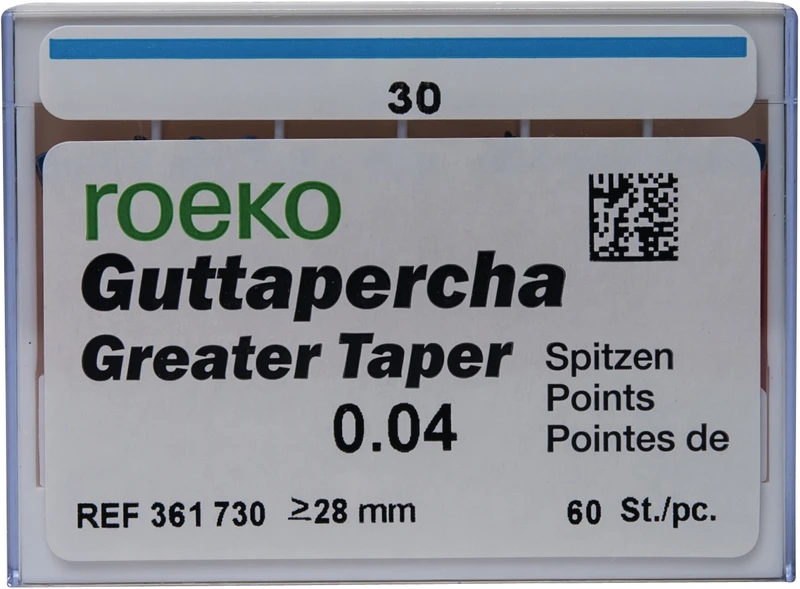 30
roeko
Guttapercha
Greater Taper
0.04
Spitzen
Points
Pointes de
REF 361 730 ≥28 mm 60 St./pc.